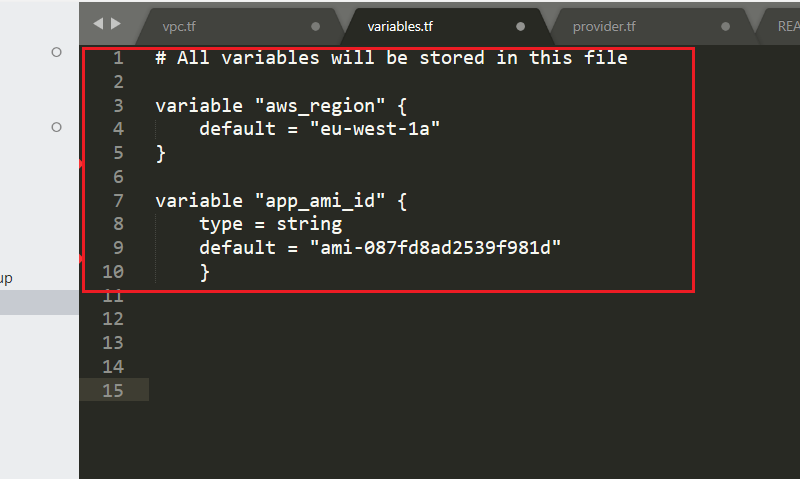 vpc.tf
variables.tf
provider.tf
REA
1 # All variables will be stored in this file
2
3 variable "aws_region" {
4 default = "eu-west-1a"
5 }
6
7 variable "app_ami_id" {
8 type = string
9 default = "ami-087fd8ad2539f981d"
10 }
11
12
13
14
15
up